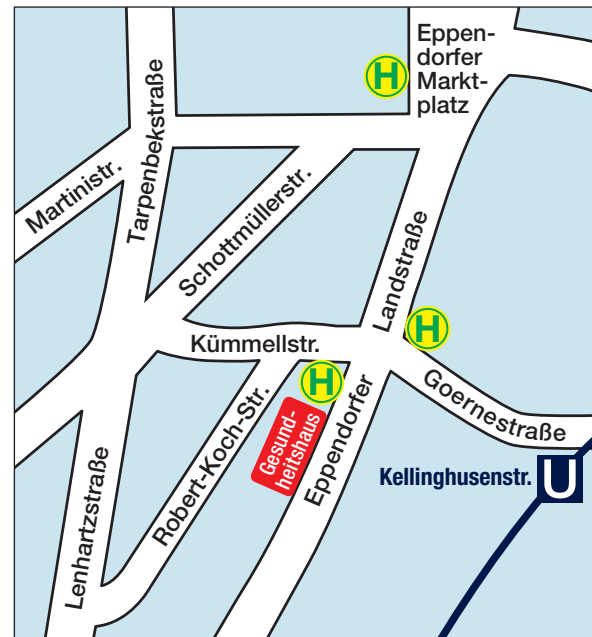 Eppen-
dorfer
Markt-
platz
H
Martinistr.
Tarpenbekstraße
Schottmüllerstr.
Landstraße
H
Kümmellstr.
H
Goernestraße
Gesund-
heitshaus
Eppendorfer
Robert-Koch-Str.
Lenhartzstraße
Kellinghusenstr.
U